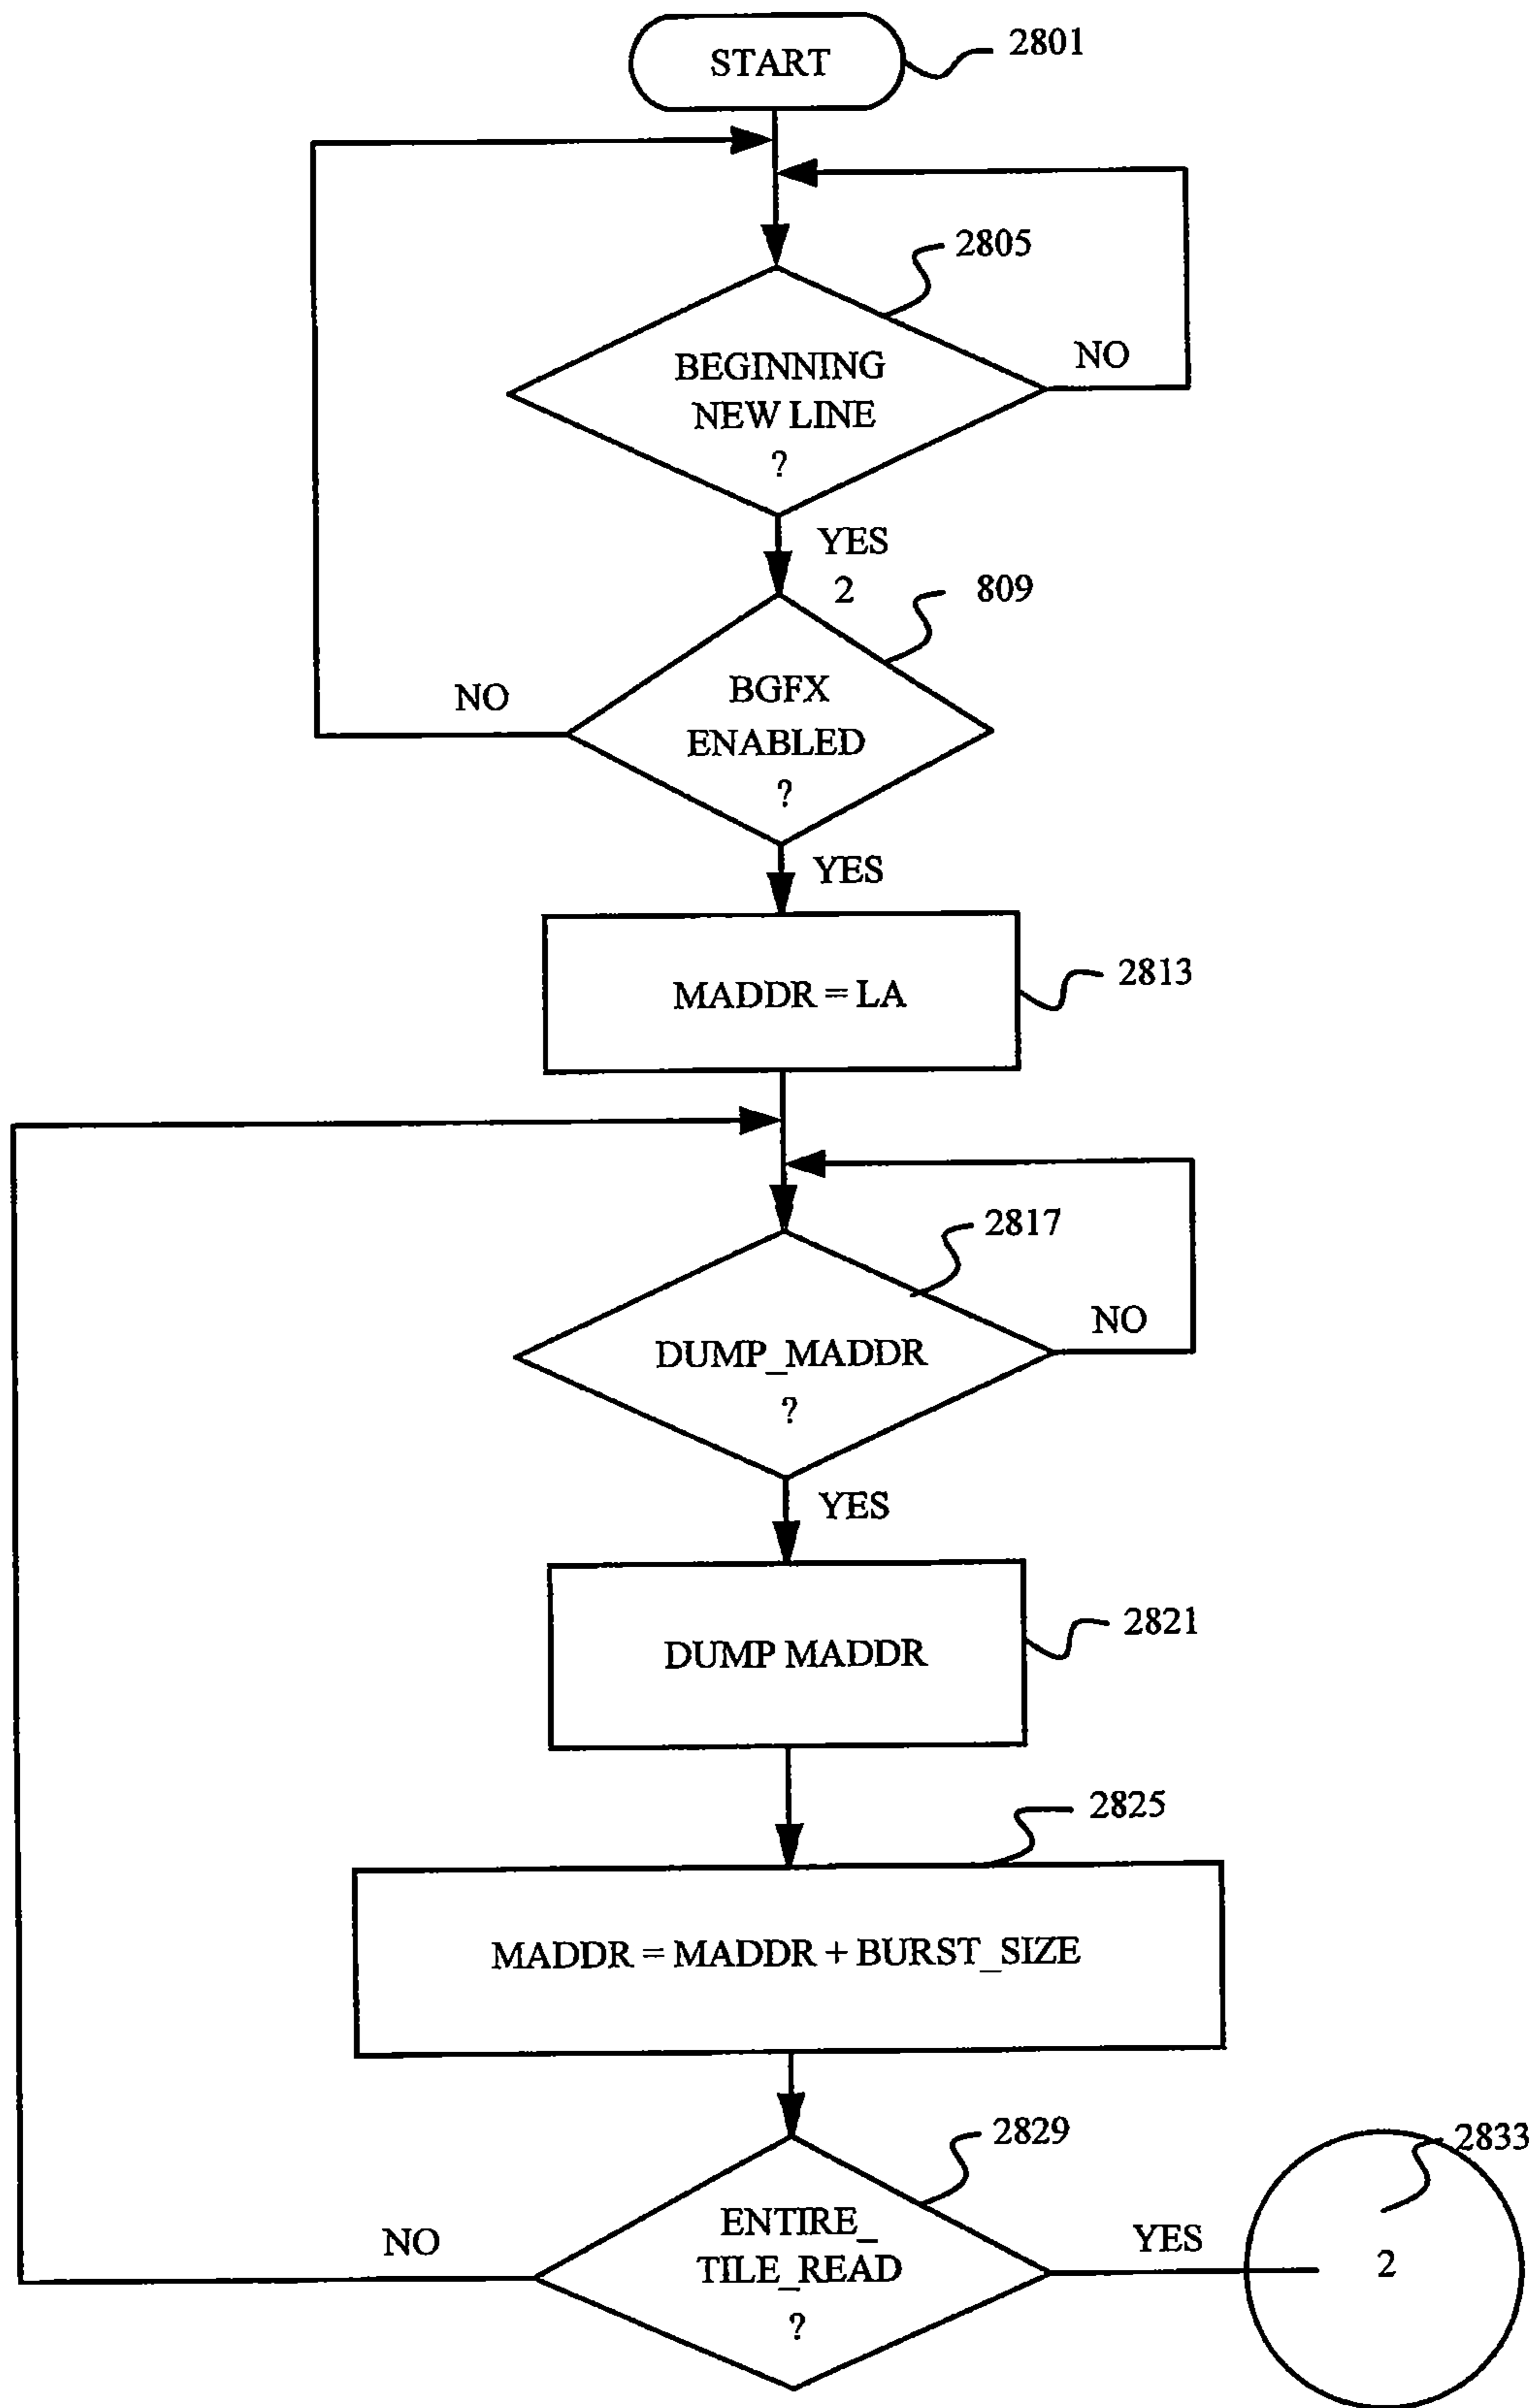 START
2801
2805
BEGINNING
NEW LINE
?
NO
YES
2
809
BGFX
ENABLED
?
NO
YES
MADDR = LA
2813
2817
DUMP_MADDR
?
NO
YES
DUMP MADDR
2821
2825
MADDR = MADDR + BURST_SIZE
2829
2833
ENTIRE_
TILE_READ
?
NO
YES
2